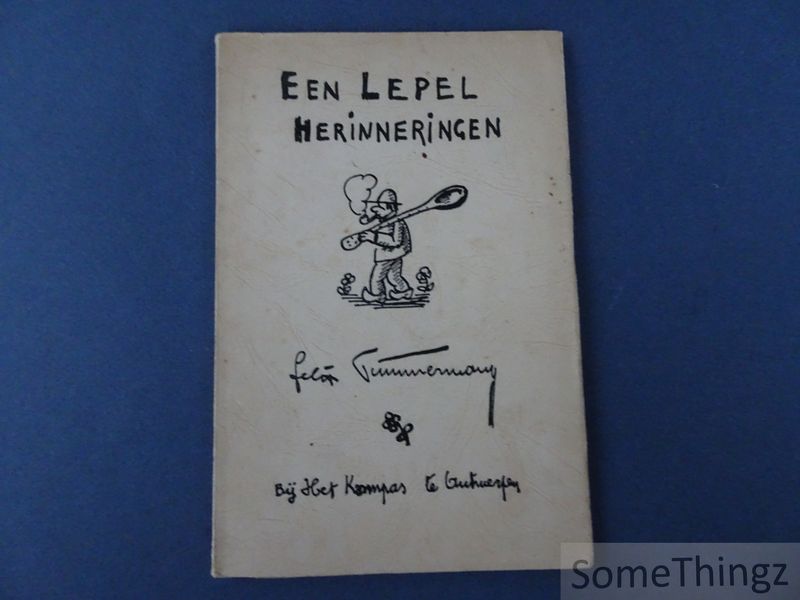 EEN LEPEL
HERINNERINGEN
felix Timmermans
Bij Het Kompas te Antwerpen
SomeThingz